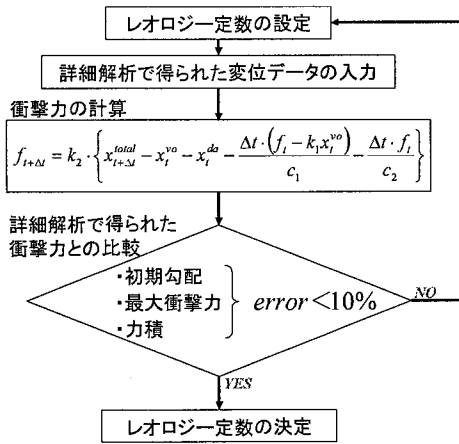 レオロジー定数の設定
詳細解析で得られた変位データの入力
衝撃力の計算
f_{t+Δt} = k_2 · { x_{t+Δt}^{total} − x_t^{vo} − x_t^{da} − Δt·(f_t − k_1 x_t^{vo}) / c_1 − Δt·f_t / c_2 }
詳細解析で得られた
衝撃力との比較
・初期勾配
・最大衝撃力
・力積
error <10%
NO
YES
レオロジー定数の決定